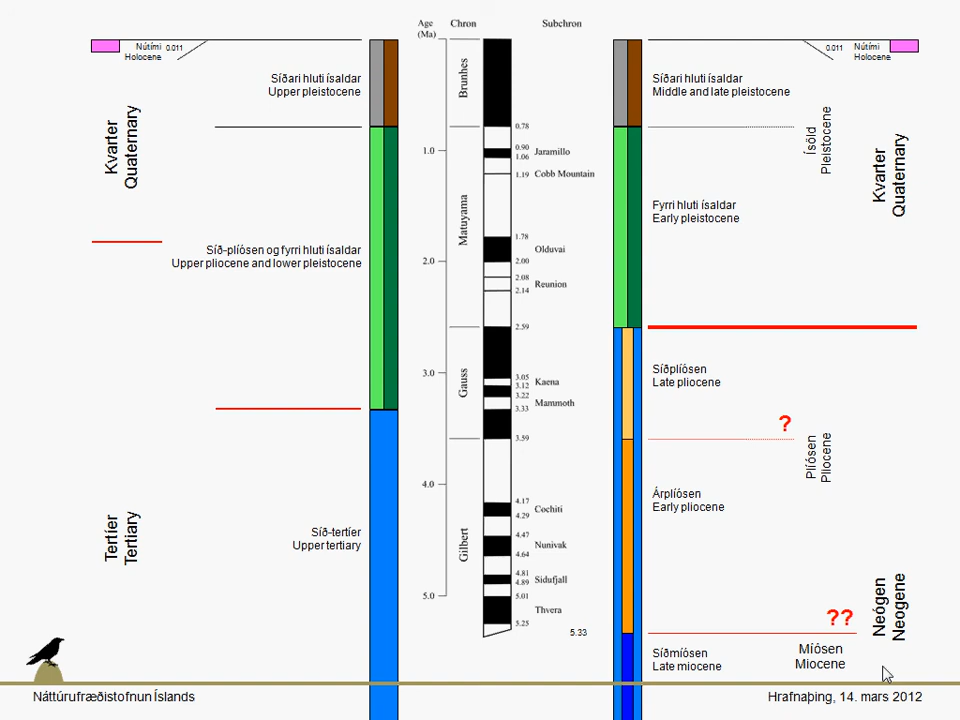 Age
(Ma)
Chron
Subchron
Nútími
Holocene
0.011
Síðari hluti ísaldar
Upper pleistocene
Kvarter
Quaternary
Síð-plíósen og fyrri hluti ísaldar
Upper pliocene and lower pleistocene
Tertíer
Tertiary
Síð-tertíer
Upper tertiary
1.0
2.0
3.0
4.0
5.0
Brunhes
Matuyama
Gauss
Gilbert
0.78
0.90
1.06
Jaramillo
1.19
Cobb Mountain
1.78
Olduvai
2.00
2.08
Reunion
2.14
2.59
3.05
Kaena
3.12
3.22
Mammoth
3.33
3.59
4.17
Cochiti
4.29
4.47
Nunivak
4.64
4.81
Sidufjall
4.89
5.01
Thvera
5.25
5.33
0.011
Nútími
Holocene
Síðari hluti ísaldar
Middle and late pleistocene
Ísöld
Pleistocene
Kvarter
Quaternary
Fyrri hluti ísaldar
Early pleistocene
Síðplíósen
Late pliocene
?
Plíósen
Pliocene
Árplíósen
Early pliocene
??
Neógen
Neogene
Síðmíósen
Late miocene
Míósen
Miocene
Náttúrufræðistofnun Íslands
Hrafnaþing, 14. mars 2012